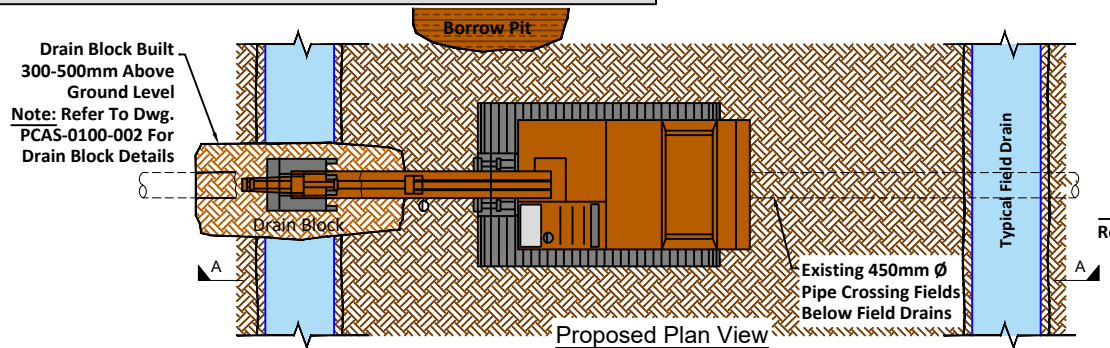 Borrow Pit
Drain Block Built
300-500mm Above
Ground Level
Note: Refer To Dwg.
PCAS-0100-002 For
Drain Block Details
Drain Block
Typical Field Drain
A
A
Existing 450mm Ø
Pipe Crossing Fields
Below Field Drains
Proposed Plan View